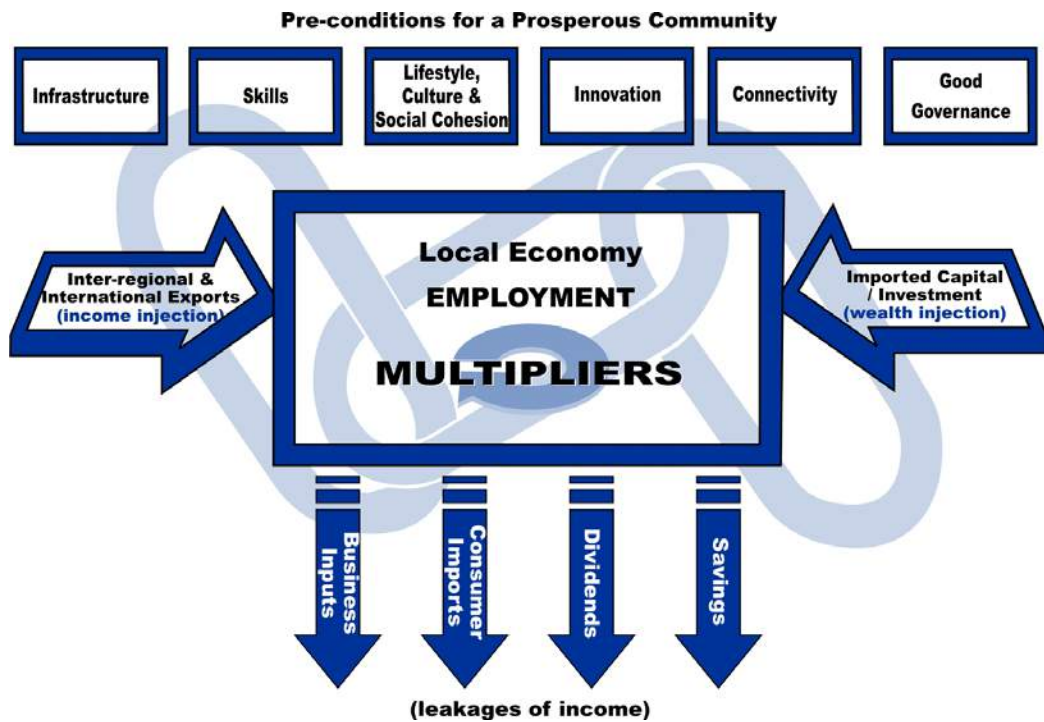 Pre-conditions for a Prosperous Community
Infrastructure
Skills
Lifestyle,
Culture &
Social Cohesion
Innovation
Connectivity
Good
Governance
Inter-regional &
International Exports
(income injection)
Local Economy
EMPLOYMENT
MULTIPLIERS
Imported Capital
/ Investment
(wealth injection)
Business
Inputs
Consumer
Imports
Dividends
Savings
(leakages of income)